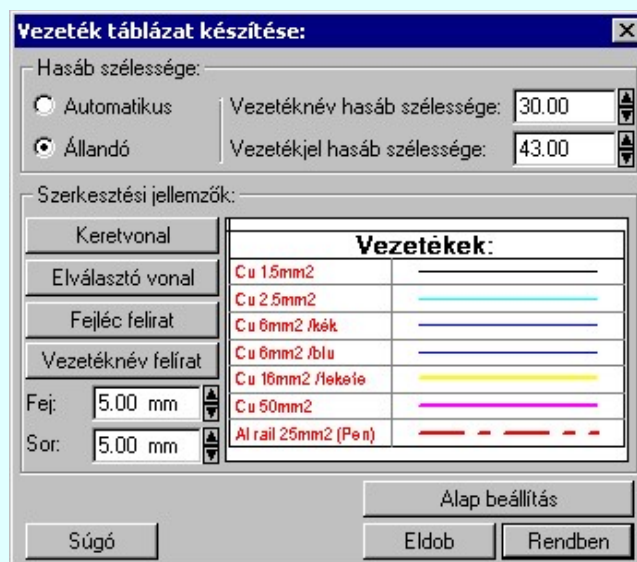 Vezeték táblázat készítése:
Hasáb szélessége:
Automatikus
Vezetéknév hasáb szélessége: 30.00
Állandó
Vezetékjel hasáb szélessége: 43.00
Szerkesztési jellemzők:
Keretvonal
Elválasztó vonal
Fejléc felirat
Vezetéknév felírat
Fej: 5.00 mm
Sor: 5.00 mm
Vezetékek:
Cu 1.5mm2
Cu 2.5mm2
Cu 6mm2 /kék
Cu 6mm2 /blu
Cu 16mm2 /fekete
Cu 50mm2
Al rail 25mm2 (Pen)
Alap beállítás
Súgó
Eldob
Rendben